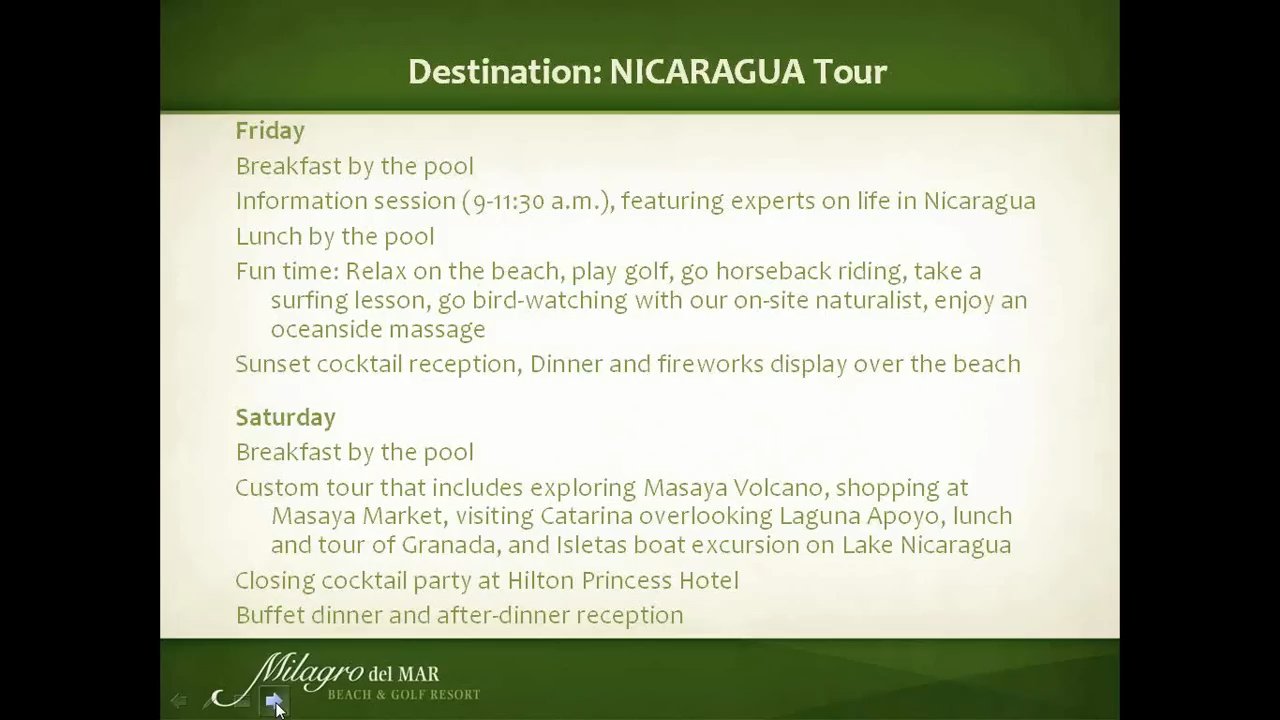 Destination: NICARAGUA Tour
Friday
Breakfast by the pool
Information session (9-11:30 a.m.), featuring experts on life in Nicaragua
Lunch by the pool
Fun time: Relax on the beach, play golf, go horseback riding, take a
surfing lesson, go bird-watching with our on-site naturalist, enjoy an
oceanside massage
Sunset cocktail reception, Dinner and fireworks display over the beach
Saturday
Breakfast by the pool
Custom tour that includes exploring Masaya Volcano, shopping at
Masaya Market, visiting Catarina overlooking Laguna Apoyo, lunch
and tour of Granada, and Isletas boat excursion on Lake Nicaragua
Closing cocktail party at Hilton Princess Hotel
Buffet dinner and after-dinner reception
Milagro del MAR
BEACH & GOLF RESORT